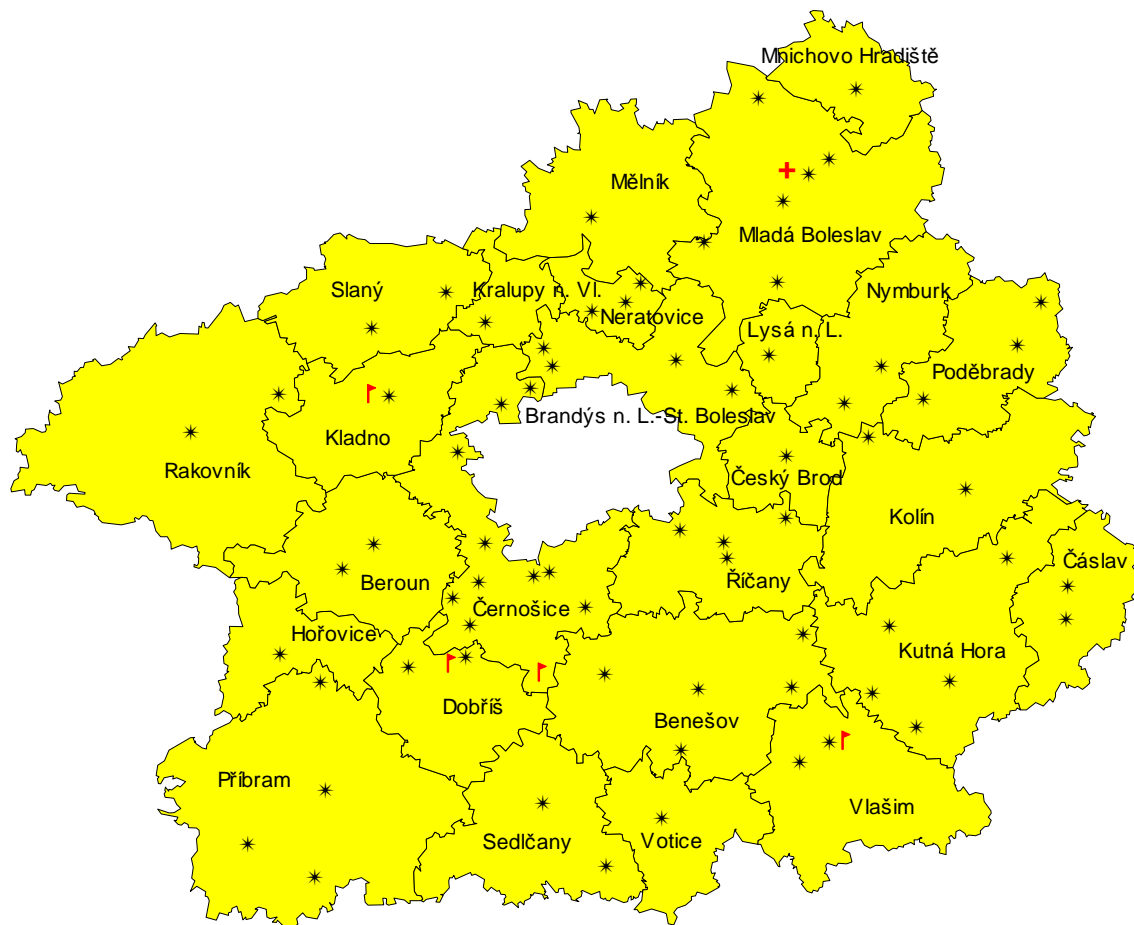 Mnichovo Hradiště
Mělník
Mladá Boleslav
Slaný
Kralupy n. Vl.
Nymburk
Neratovice
Lysá n. L.
Poděbrady
Brandýs n. L.-St. Boleslav
Kladno
Rakovník
Český Brod
Kolín
Beroun
Říčany
Čáslav
Černošice
Hořovice
Kutná Hora
Dobříš
Benešov
Příbram
Vlašim
Sedlčany
Votice